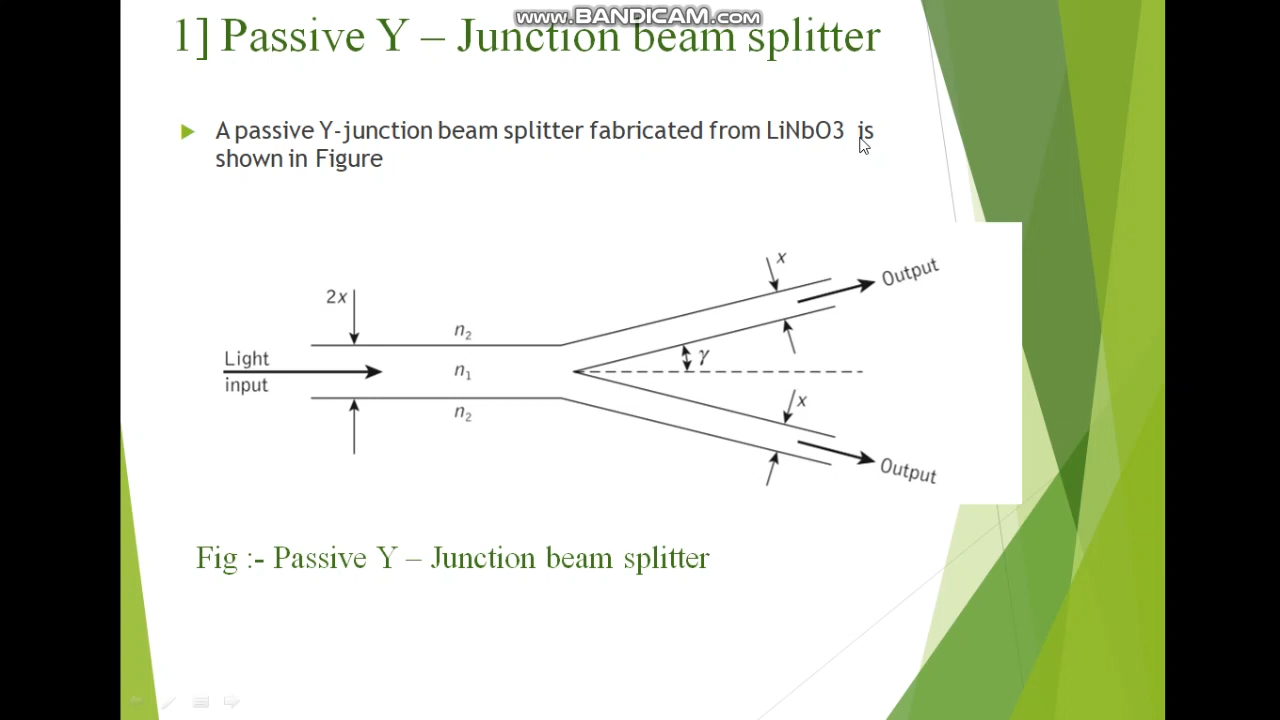 www.BANDICAM.com
1] Passive Y – Junction beam splitter
A passive Y-junction beam splitter fabricated from LiNbO3 is
shown in Figure
x
Output
2x
n₂
Light
input
n₁
γ
n₂
x
Output
Fig :- Passive Y – Junction beam splitter